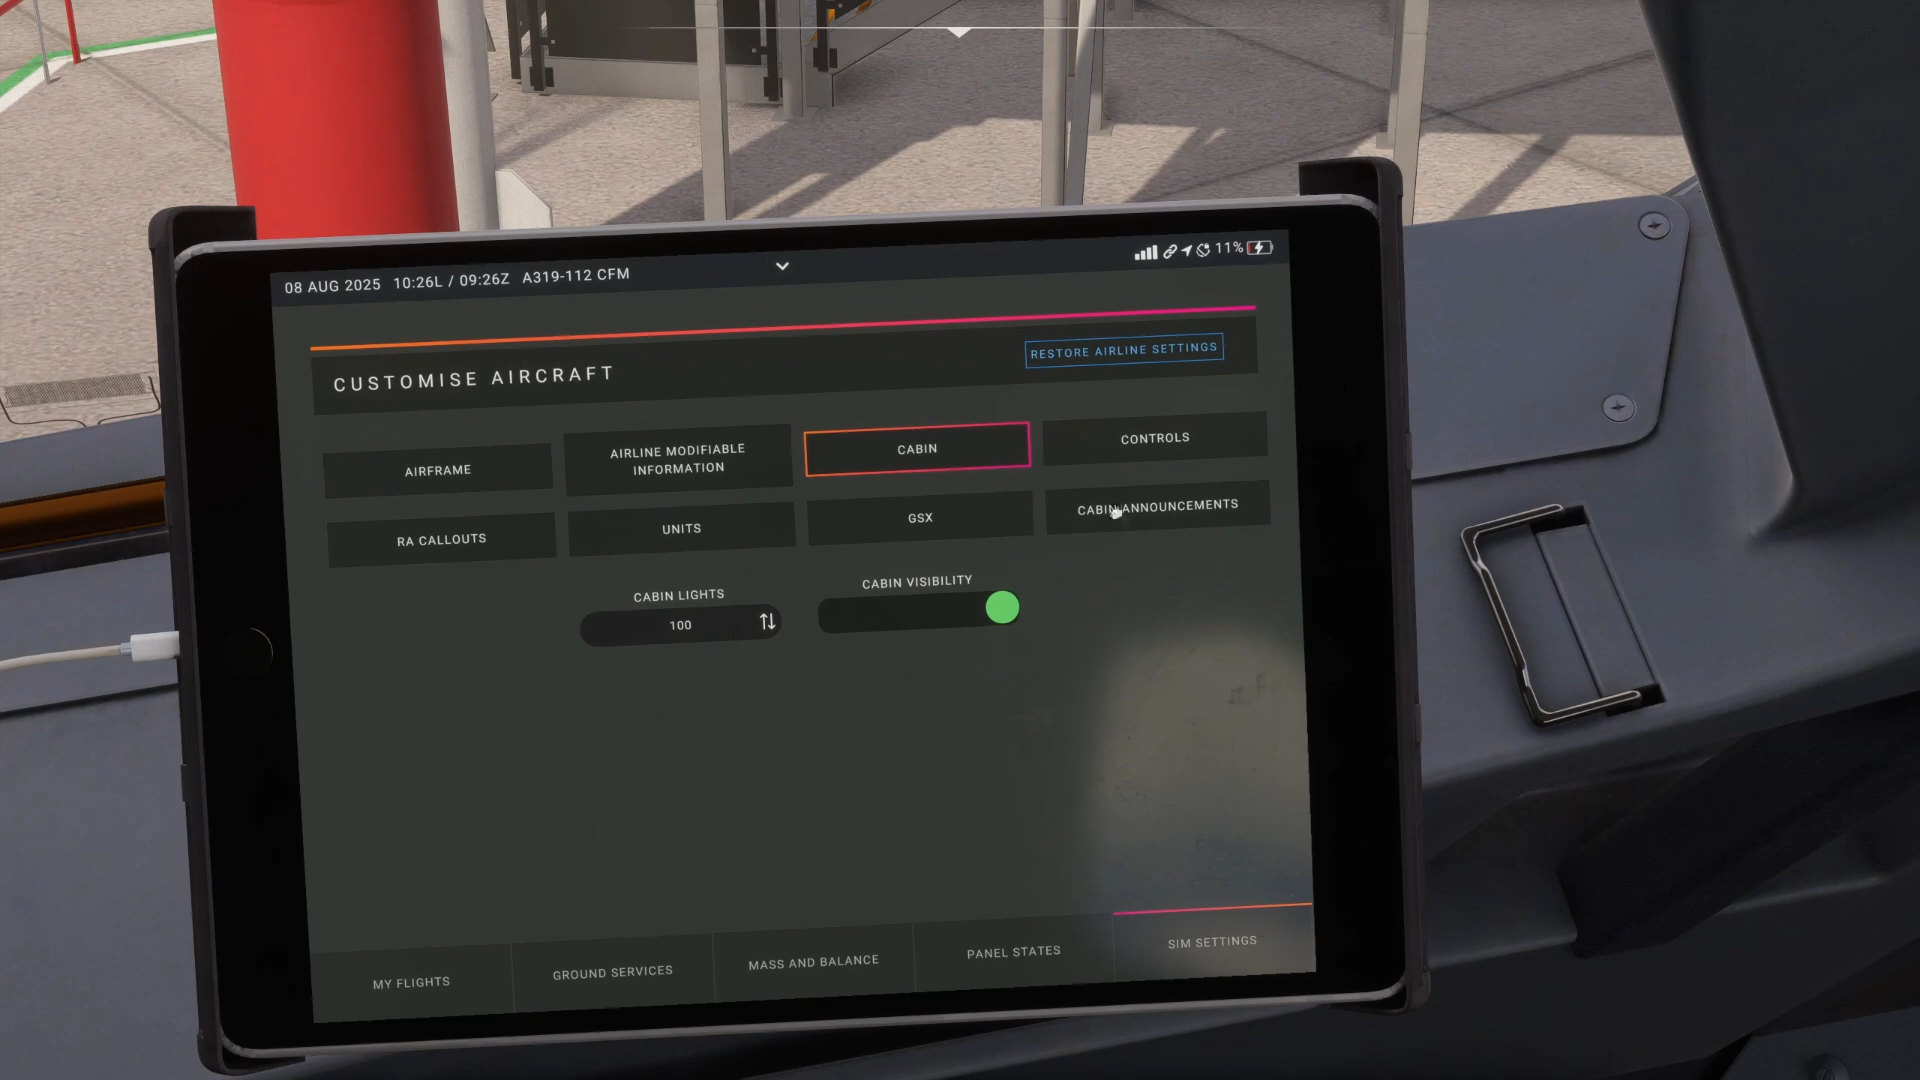 08 AUG 2025 10:26L / 09:26Z A319-112 CFM
11%
CUSTOMISE AIRCRAFT
RESTORE AIRLINE SETTINGS
AIRFRAME
AIRLINE MODIFIABLE
INFORMATION
CABIN
CONTROLS
RA CALLOUTS
UNITS
GSX
CABIN ANNOUNCEMENTS
CABIN LIGHTS
100
CABIN VISIBILITY
MY FLIGHTS
GROUND SERVICES
MASS AND BALANCE
PANEL STATES
SIM SETTINGS